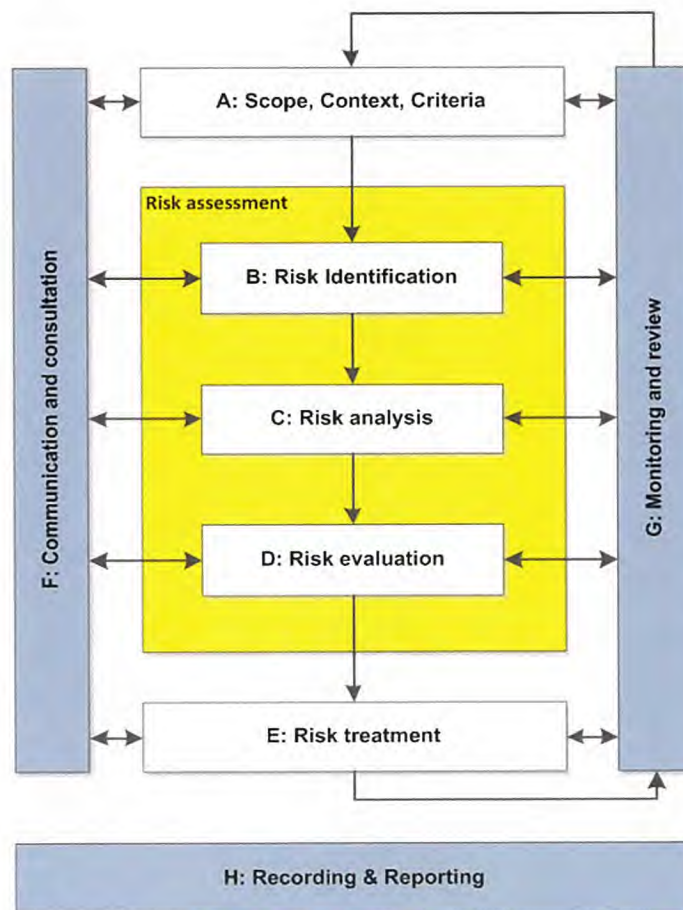 A: Scope, Context, Criteria
Risk assessment
B: Risk Identification
C: Risk analysis
D: Risk evaluation
E: Risk treatment
F: Communication and consultation
G: Monitoring and review
H: Recording & Reporting